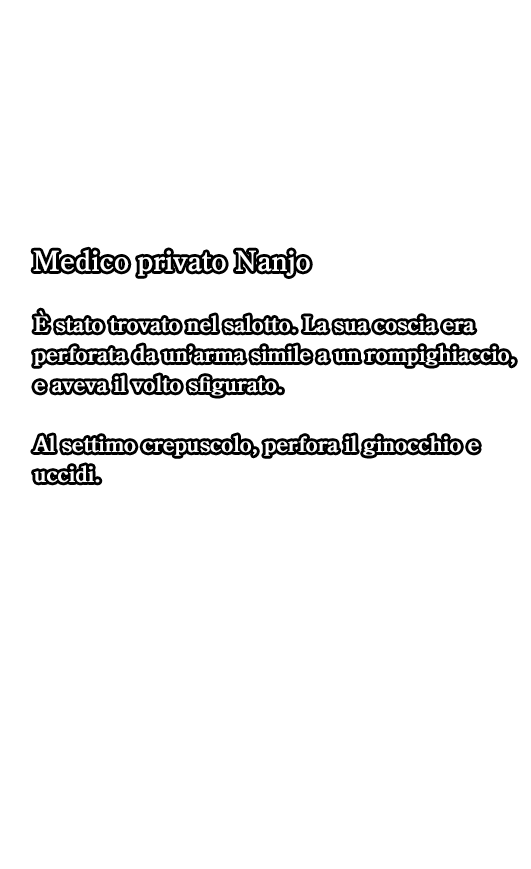 Medico privato Nanjo
È stato trovato nel salotto. La sua coscia era
perforata da un'arma simile a un rompighiaccio,
e aveva il volto sfigurato.
Al settimo crepuscolo, perfora il ginocchio e
uccidi.